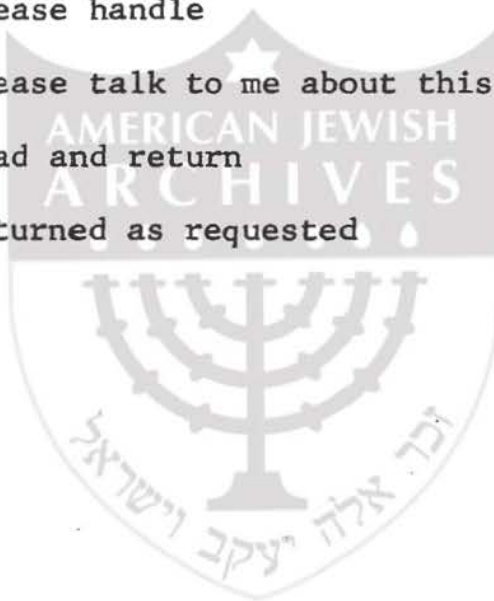 ease handle
ease talk to me about this
AMERICAN JEWISH
ad and return
ARCHIVES
turned as requested
זכר אלה יעקב וישראל